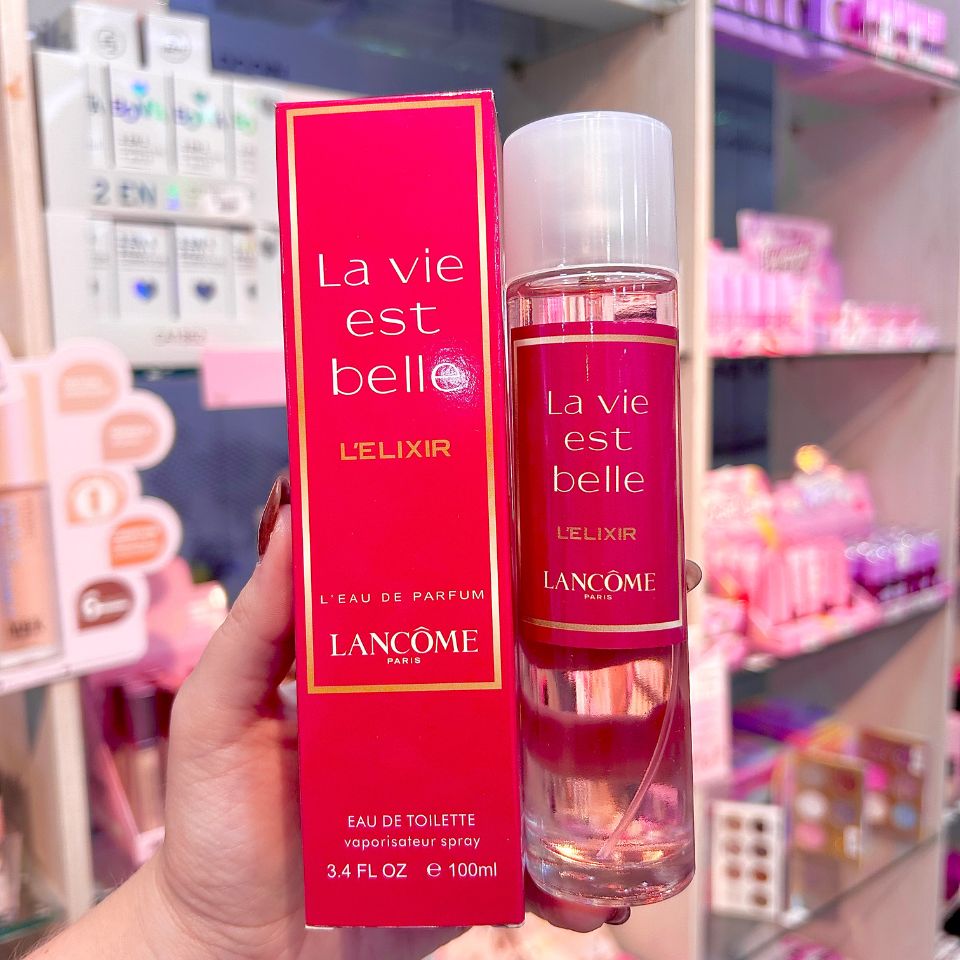 La vie
est
belle
L'ELIXIR
L'EAU DE PARFUM
LANCÔME
PARIS
EAU DE TOILETTE
vaporisateur spray
3.4 FL OZ ℮ 100ml
La vie
est
belle
L'ELIXIR
LANCÔME
PARIS
2 EN